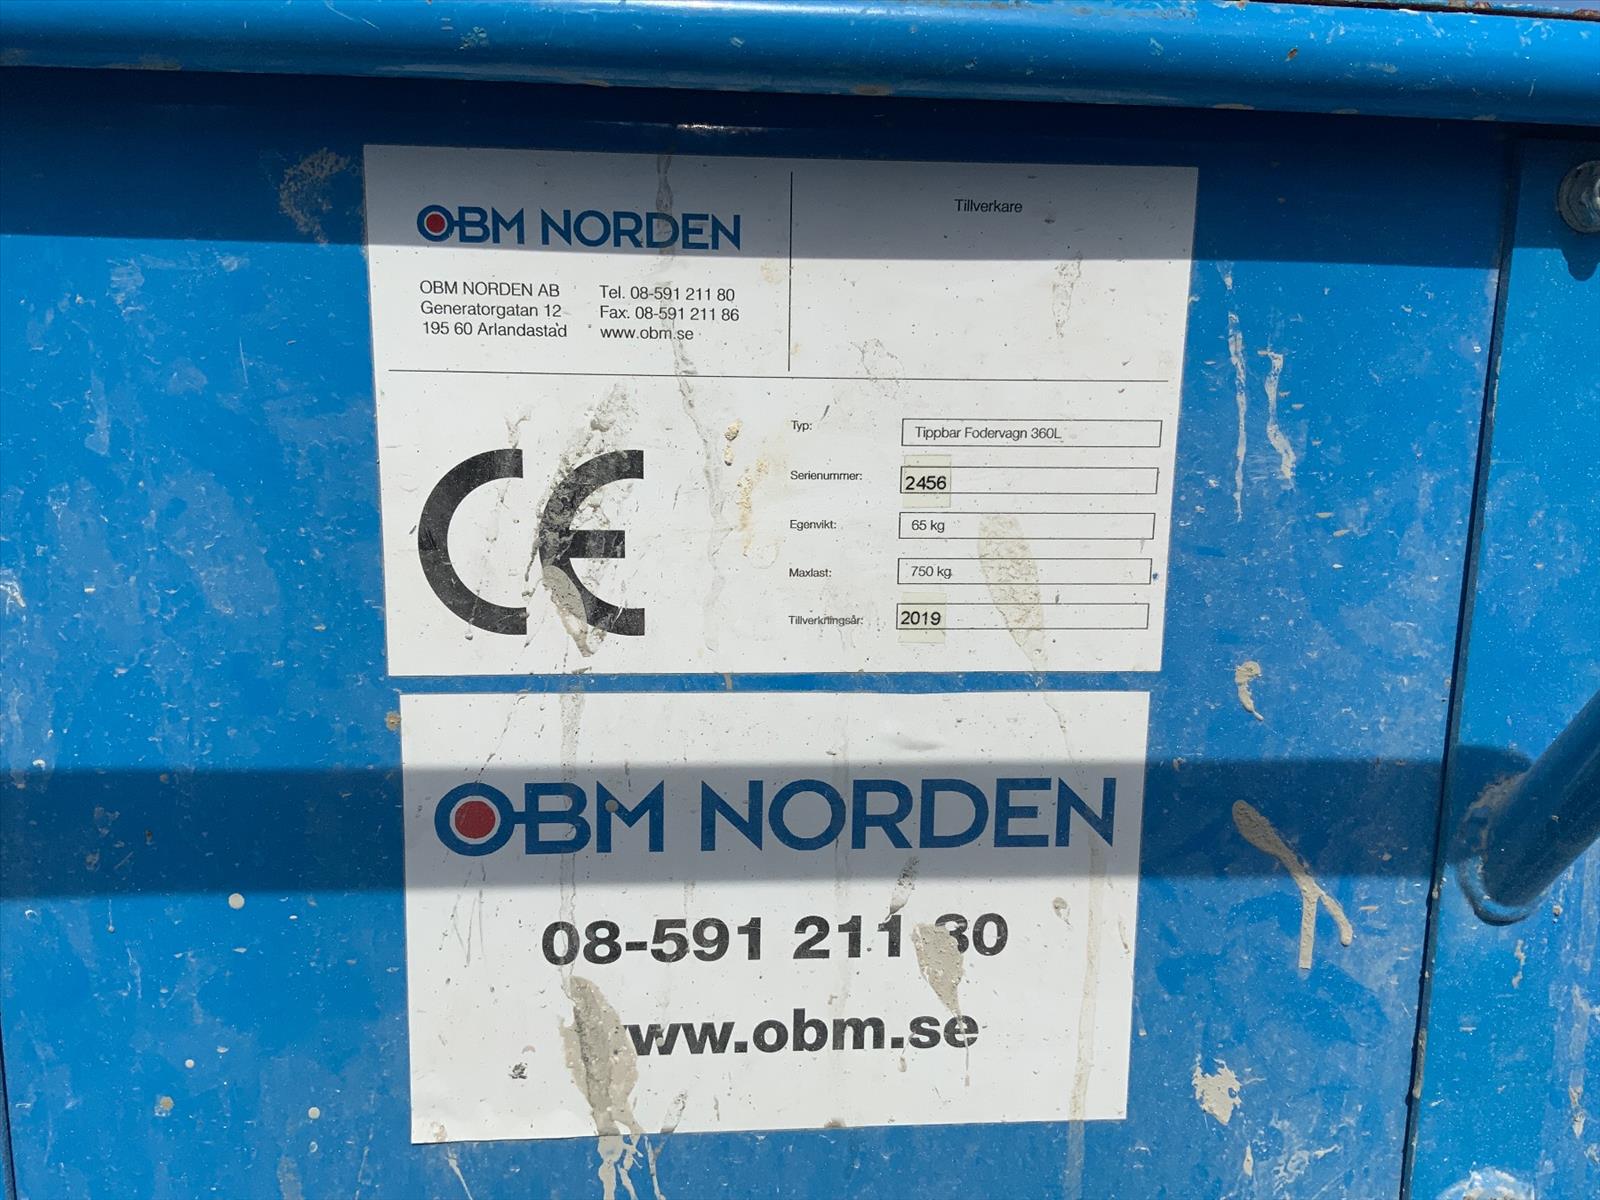 OBM NORDEN
OBM NORDEN AB
Generatorgatan 12
195 60 Arlandastad
Tel. 08-591 211 80
Fax. 08-591 211 86
www.obm.se
Tillverkare
CE
Typ: Tippbar Fodervagn 360L
Serienummer: 2456
Egenvikt: 65 kg
Maxlast: 750 kg
Tillverkningsår: 2019
OBM NORDEN
08-591 211 80
www.obm.se